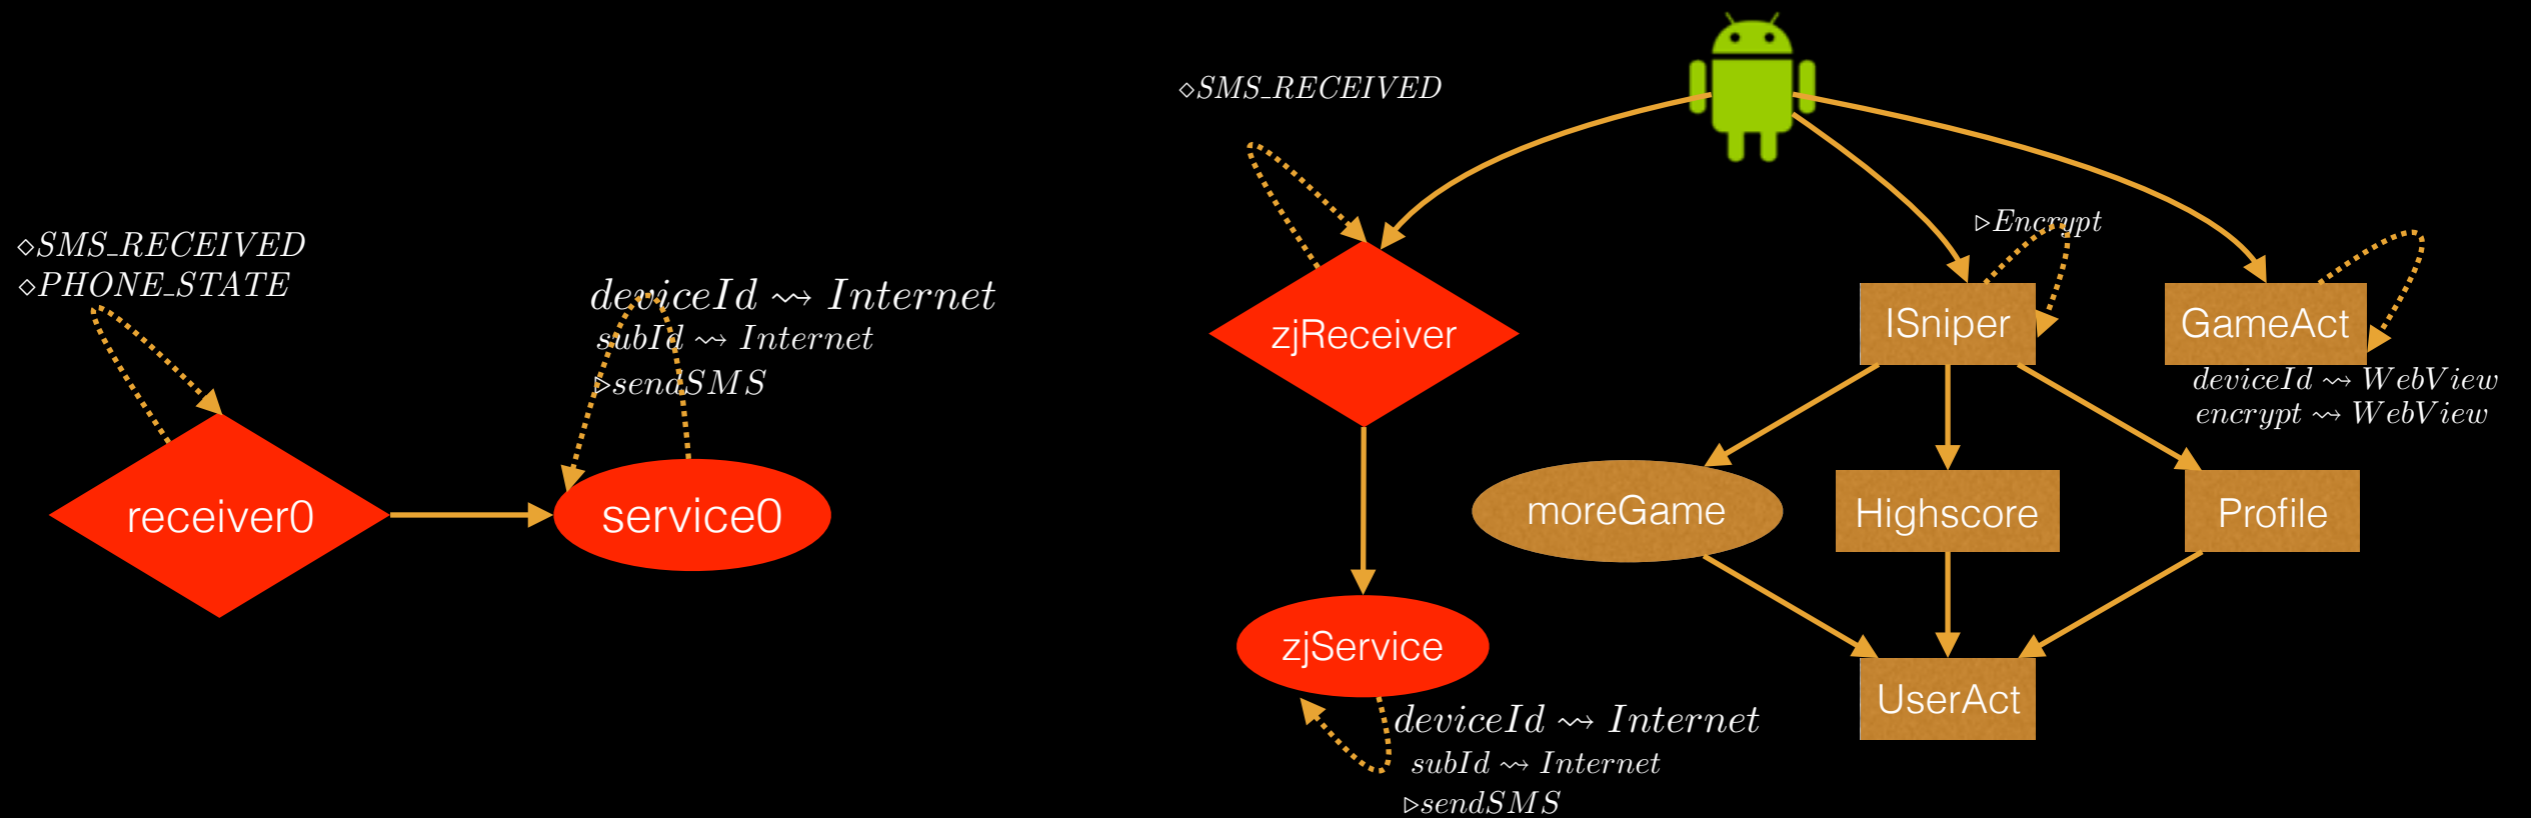 ◇SMS_RECEIVED
◇PHONE_STATE
deviceId ⇝ Internet
subId ⇝ Internet
▷sendSMS
receiver0
service0
◇SMS_RECEIVED
▷Encrypt
zjReceiver
ISniper
GameAct
deviceId ⇝ WebView
encrypt ⇝ WebView
moreGame
Highscore
Profile
zjService
UserAct
deviceId ⇝ Internet
subId ⇝ Internet
▷sendSMS